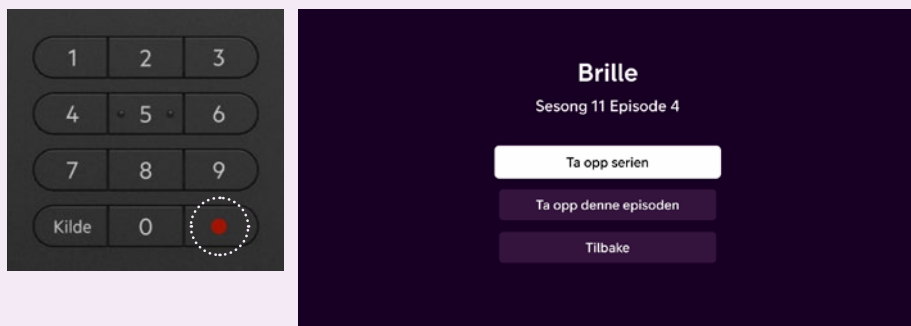 1 2 3
4 5 6
7 8 9
Kilde 0
Brille
Sesong 11 Episode 4
Ta opp serien
Ta opp denne episoden
Tilbake